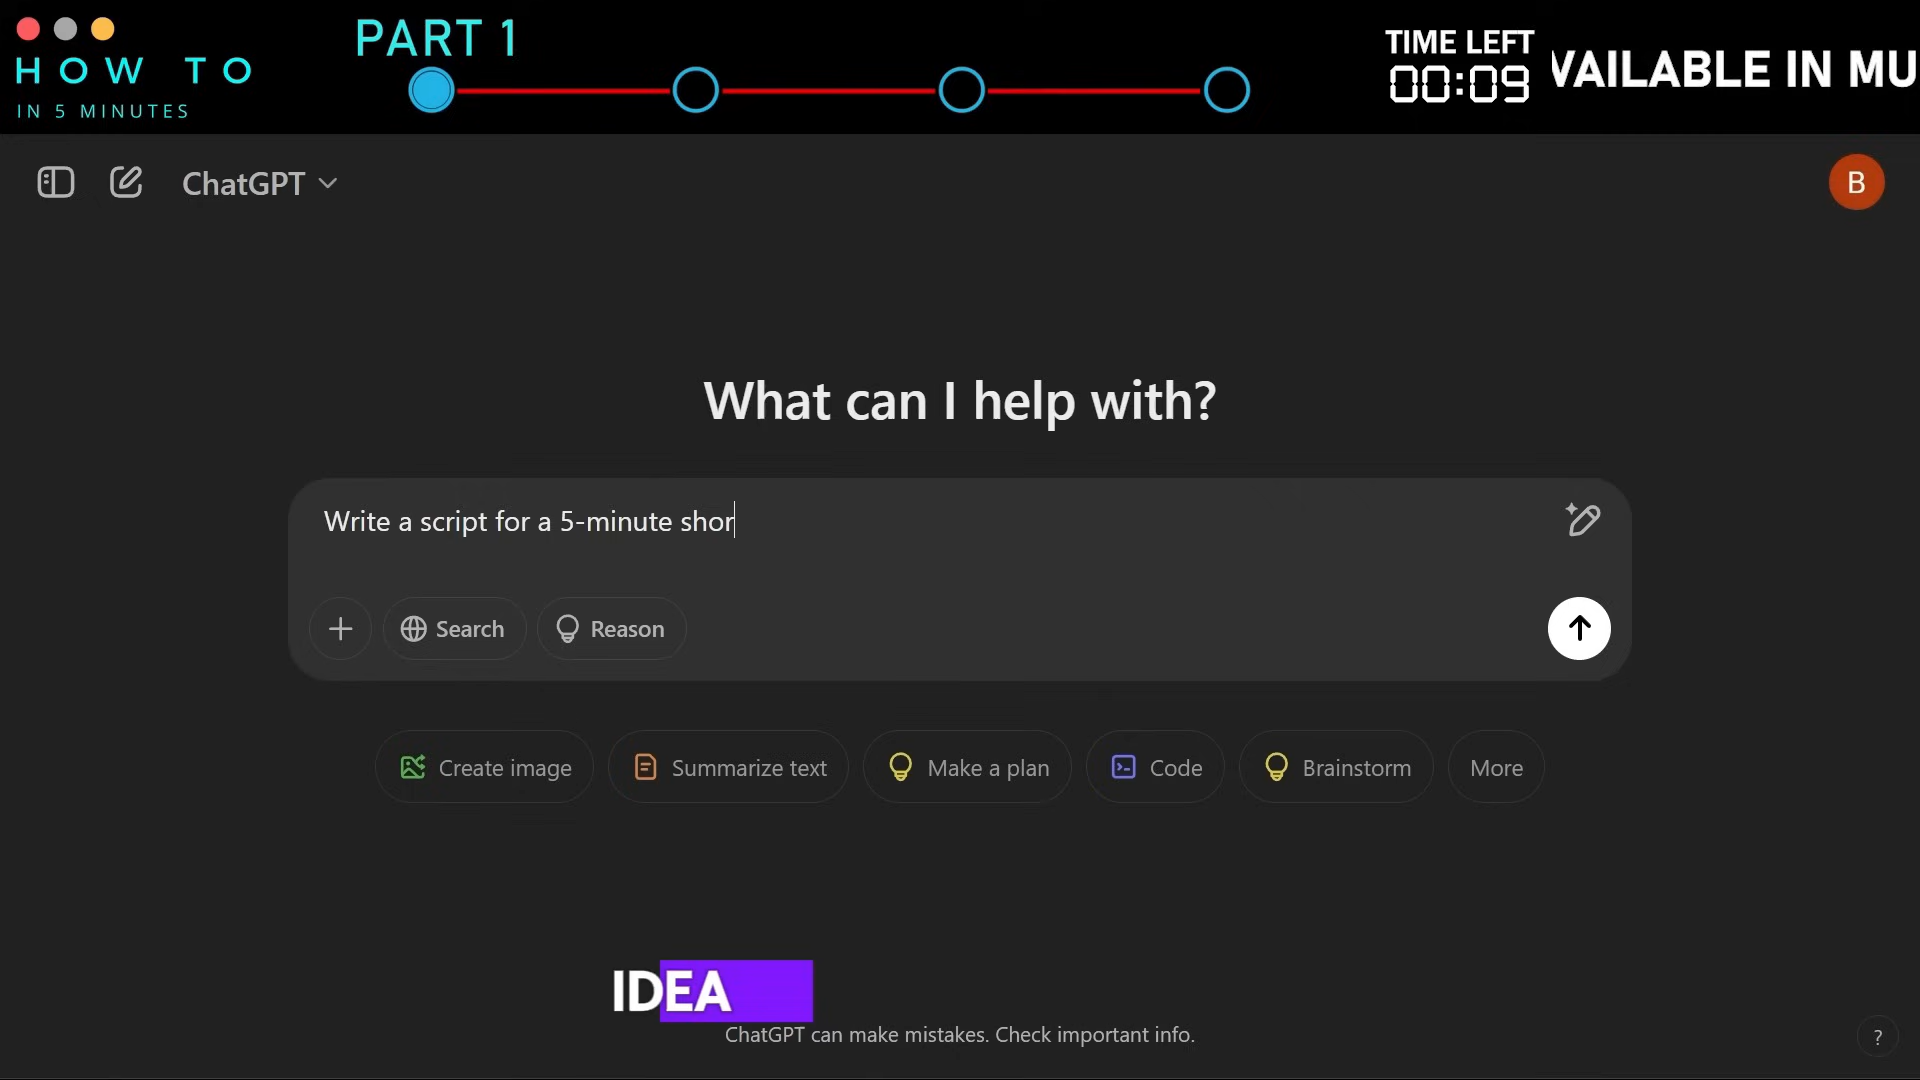 HOW TO
IN 5 MINUTES
PART 1
TIME LEFT
00:09
VAILABLE IN MU
ChatGPT
B
What can I help with?
Write a script for a 5-minute shor
Search
Reason
Create image
Summarize text
Make a plan
Code
Brainstorm
More
IDEA
ChatGPT can make mistakes. Check important info.
?